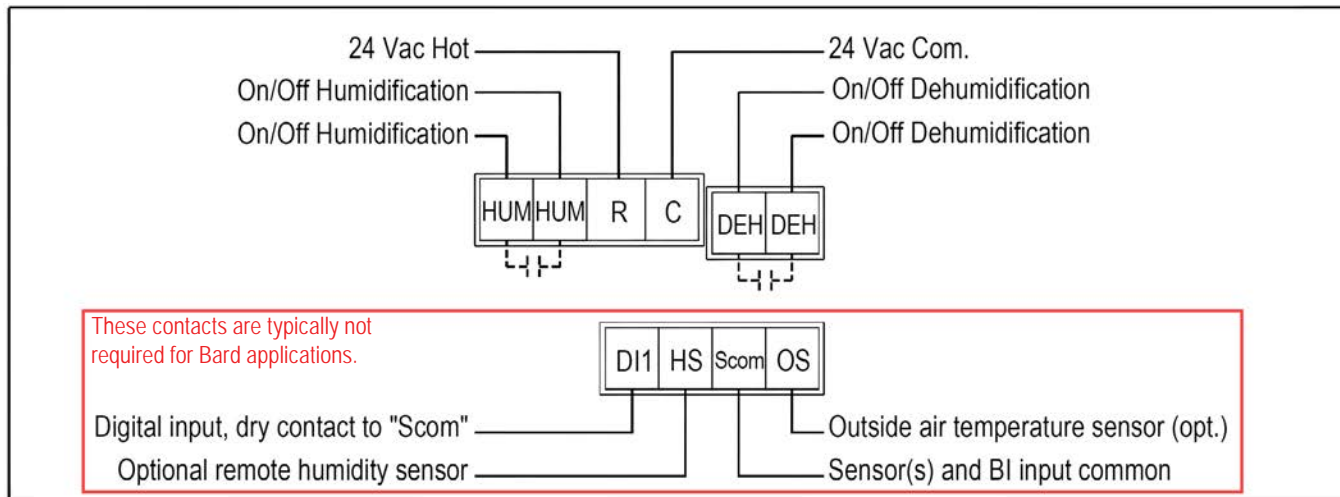 24 Vac Hot
24 Vac Com.
On/Off Humidification
On/Off Dehumidification
On/Off Humidification
On/Off Dehumidification
HUM HUM R C
DEH DEH
These contacts are typically not
required for Bard applications.
DI1 HS Scom OS
Digital input, dry contact to "Scom"
Outside air temperature sensor (opt.)
Optional remote humidity sensor
Sensor(s) and BI input common